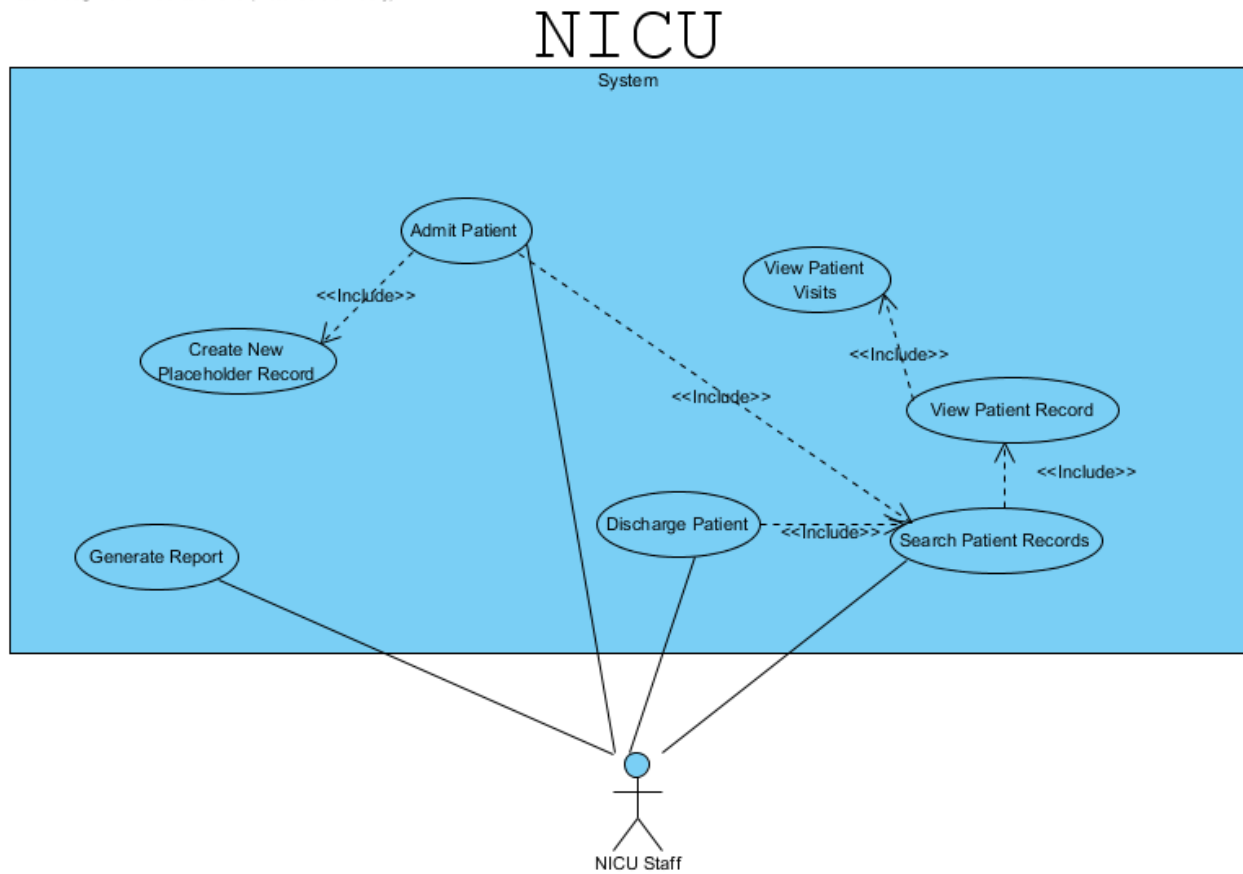 NICU
System
Admit Patient
View Patient
Visits
<<Include>>
Create New
Placeholder Record
<<Include>>
<<Include>>
View Patient Record
<<Include>>
Discharge Patient
<<Include>>
Search Patient Records
Generate Report
NICU Staff